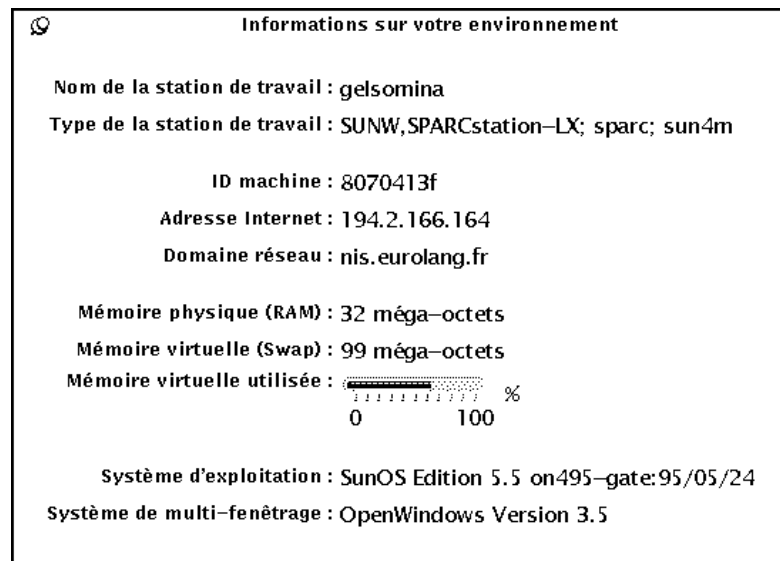 Informations sur votre environnement
Nom de la station de travail : gelsomina
Type de la station de travail : SUNW,SPARCstation-LX; sparc; sun4m
ID machine : 8070413f
Adresse Internet : 194.2.166.164
Domaine réseau : nis.eurolang.fr
Mémoire physique (RAM) : 32 méga-octets
Mémoire virtuelle (Swap) : 99 méga-octets
Mémoire virtuelle utilisée : %
0 100
Système d'exploitation : SunOS Edition 5.5 on495-gate:95/05/24
Système de multi-fenêtrage : OpenWindows Version 3.5